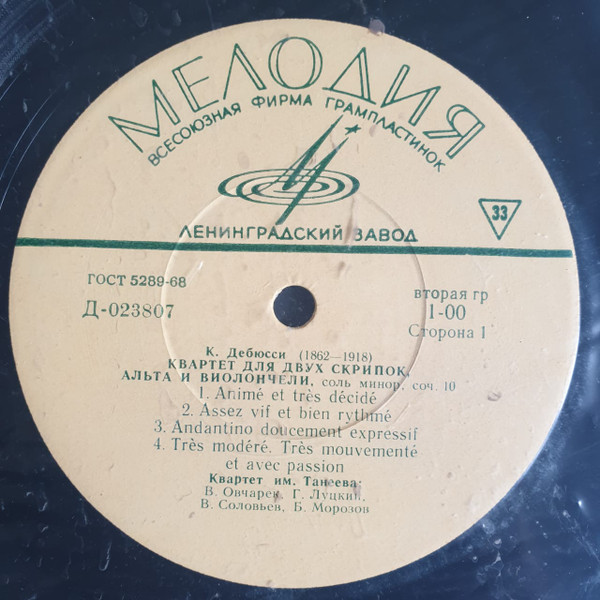 МЕЛОДИЯ
ВСЕСОЮЗНАЯ ФИРМА ГРАМПЛАСТИНОК
33
ЛЕНИНГРАДСКИЙ ЗАВОД
ГОСТ 5289-68
Д-023807
вторая гр
1-00
Сторона 1
К. Дебюсси (1862—1918)
КВАРТЕТ ДЛЯ ДВУХ СКРИПОК,
АЛЬТА И ВИОЛОНЧЕЛИ, соль минор, соч. 10
1. Animé et très décidé
2. Assez vif et bien rythmé
3. Andantino doucement expressif
4. Très modéré. Très mouvementé
et avec passion
Квартет им. Танеева:
В. Овчарек, Г. Луцкий,
В. Соловьев, Б. Морозов